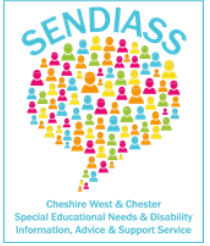 SENDIASS
Cheshire West & Chester
Special Educational Needs & Disability
Information, Advice & Support Service